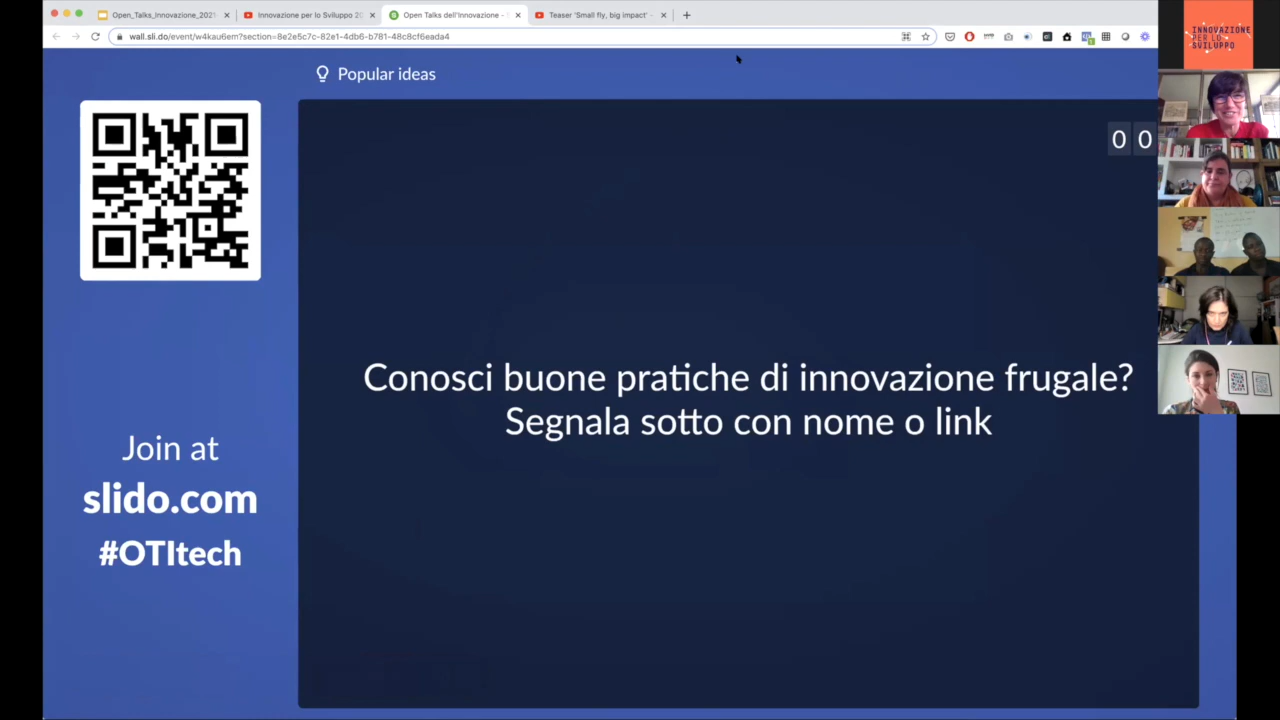 Open_Talks_Innovazione_2021
Innovazione per lo Sviluppo 20
Open Talks dell'Innovazione -
Teaser 'Small fly, big impact' -
wall.sli.do/event/w4kau6em?section=8e2e5c7c-82e1-4db6-b781-48c8cf6eada4
Popular ideas
0 0
Conosci buone pratiche di innovazione frugale?
Segnala sotto con nome o link
Join at
slido.com
#OTItech
INNOVAZIONE
PER LO
SVILUPPO